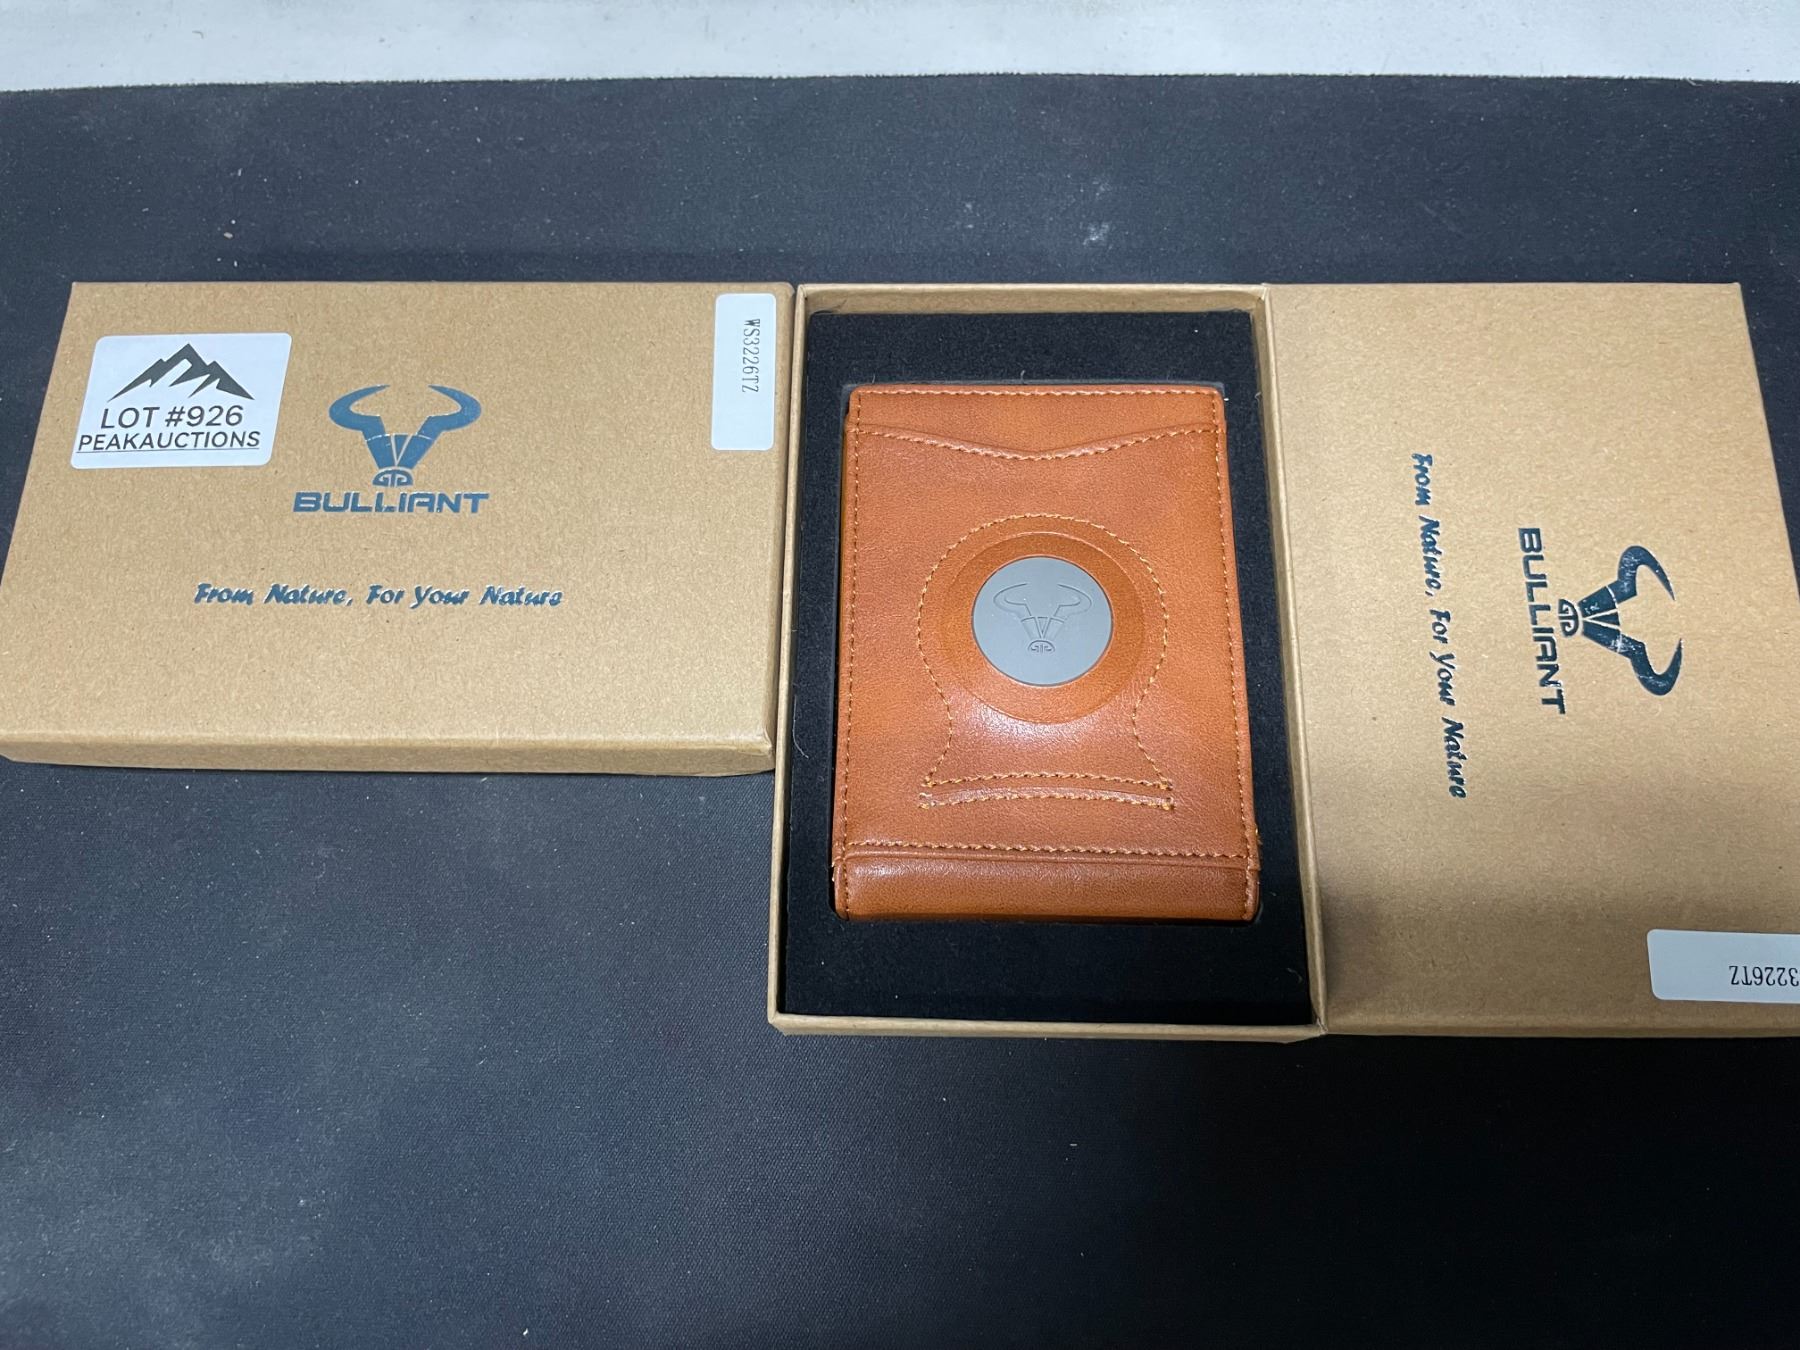 LOT #926
PEAKAUCTIONS
BULLIANT
From Nature, For Your Nature
WS3226TZ
BULLIANT
From Nature, For Your Nature
3226TZ